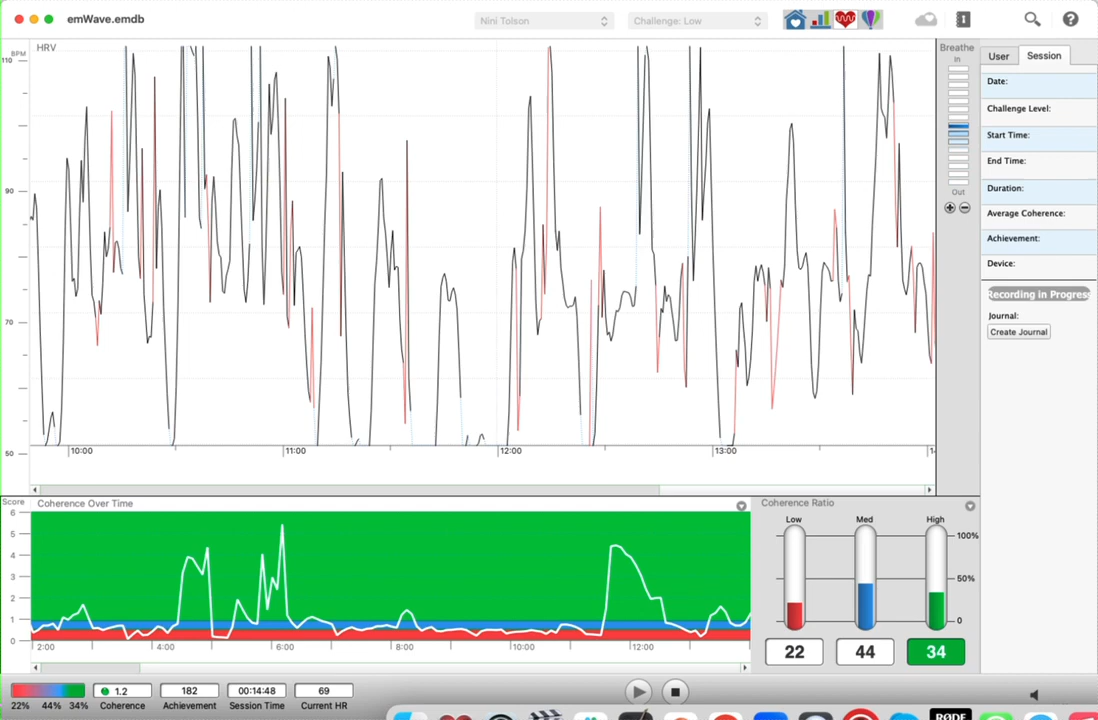 emWave.emdb
Nini Tolson
Challenge: Low
HRV
BPM
110
90
70
50
10:00
11:00
12:00
13:00
Breathe
In
Out
User
Session
Date:
Challenge Level:
Start Time:
End Time:
Duration:
Average Coherence:
Achievement:
Device:
Recording in Progress
Journal:
Create Journal
Score
Coherence Over Time
6
5
4
3
2
1
0
2:00
4:00
6:00
8:00
10:00
12:00
Coherence Ratio
Low
Med
High
100%
50%
0
22
44
34
22%
44%
34%
1.2
Coherence
182
Achievement
00:14:48
Session Time
69
Current HR
RØDE